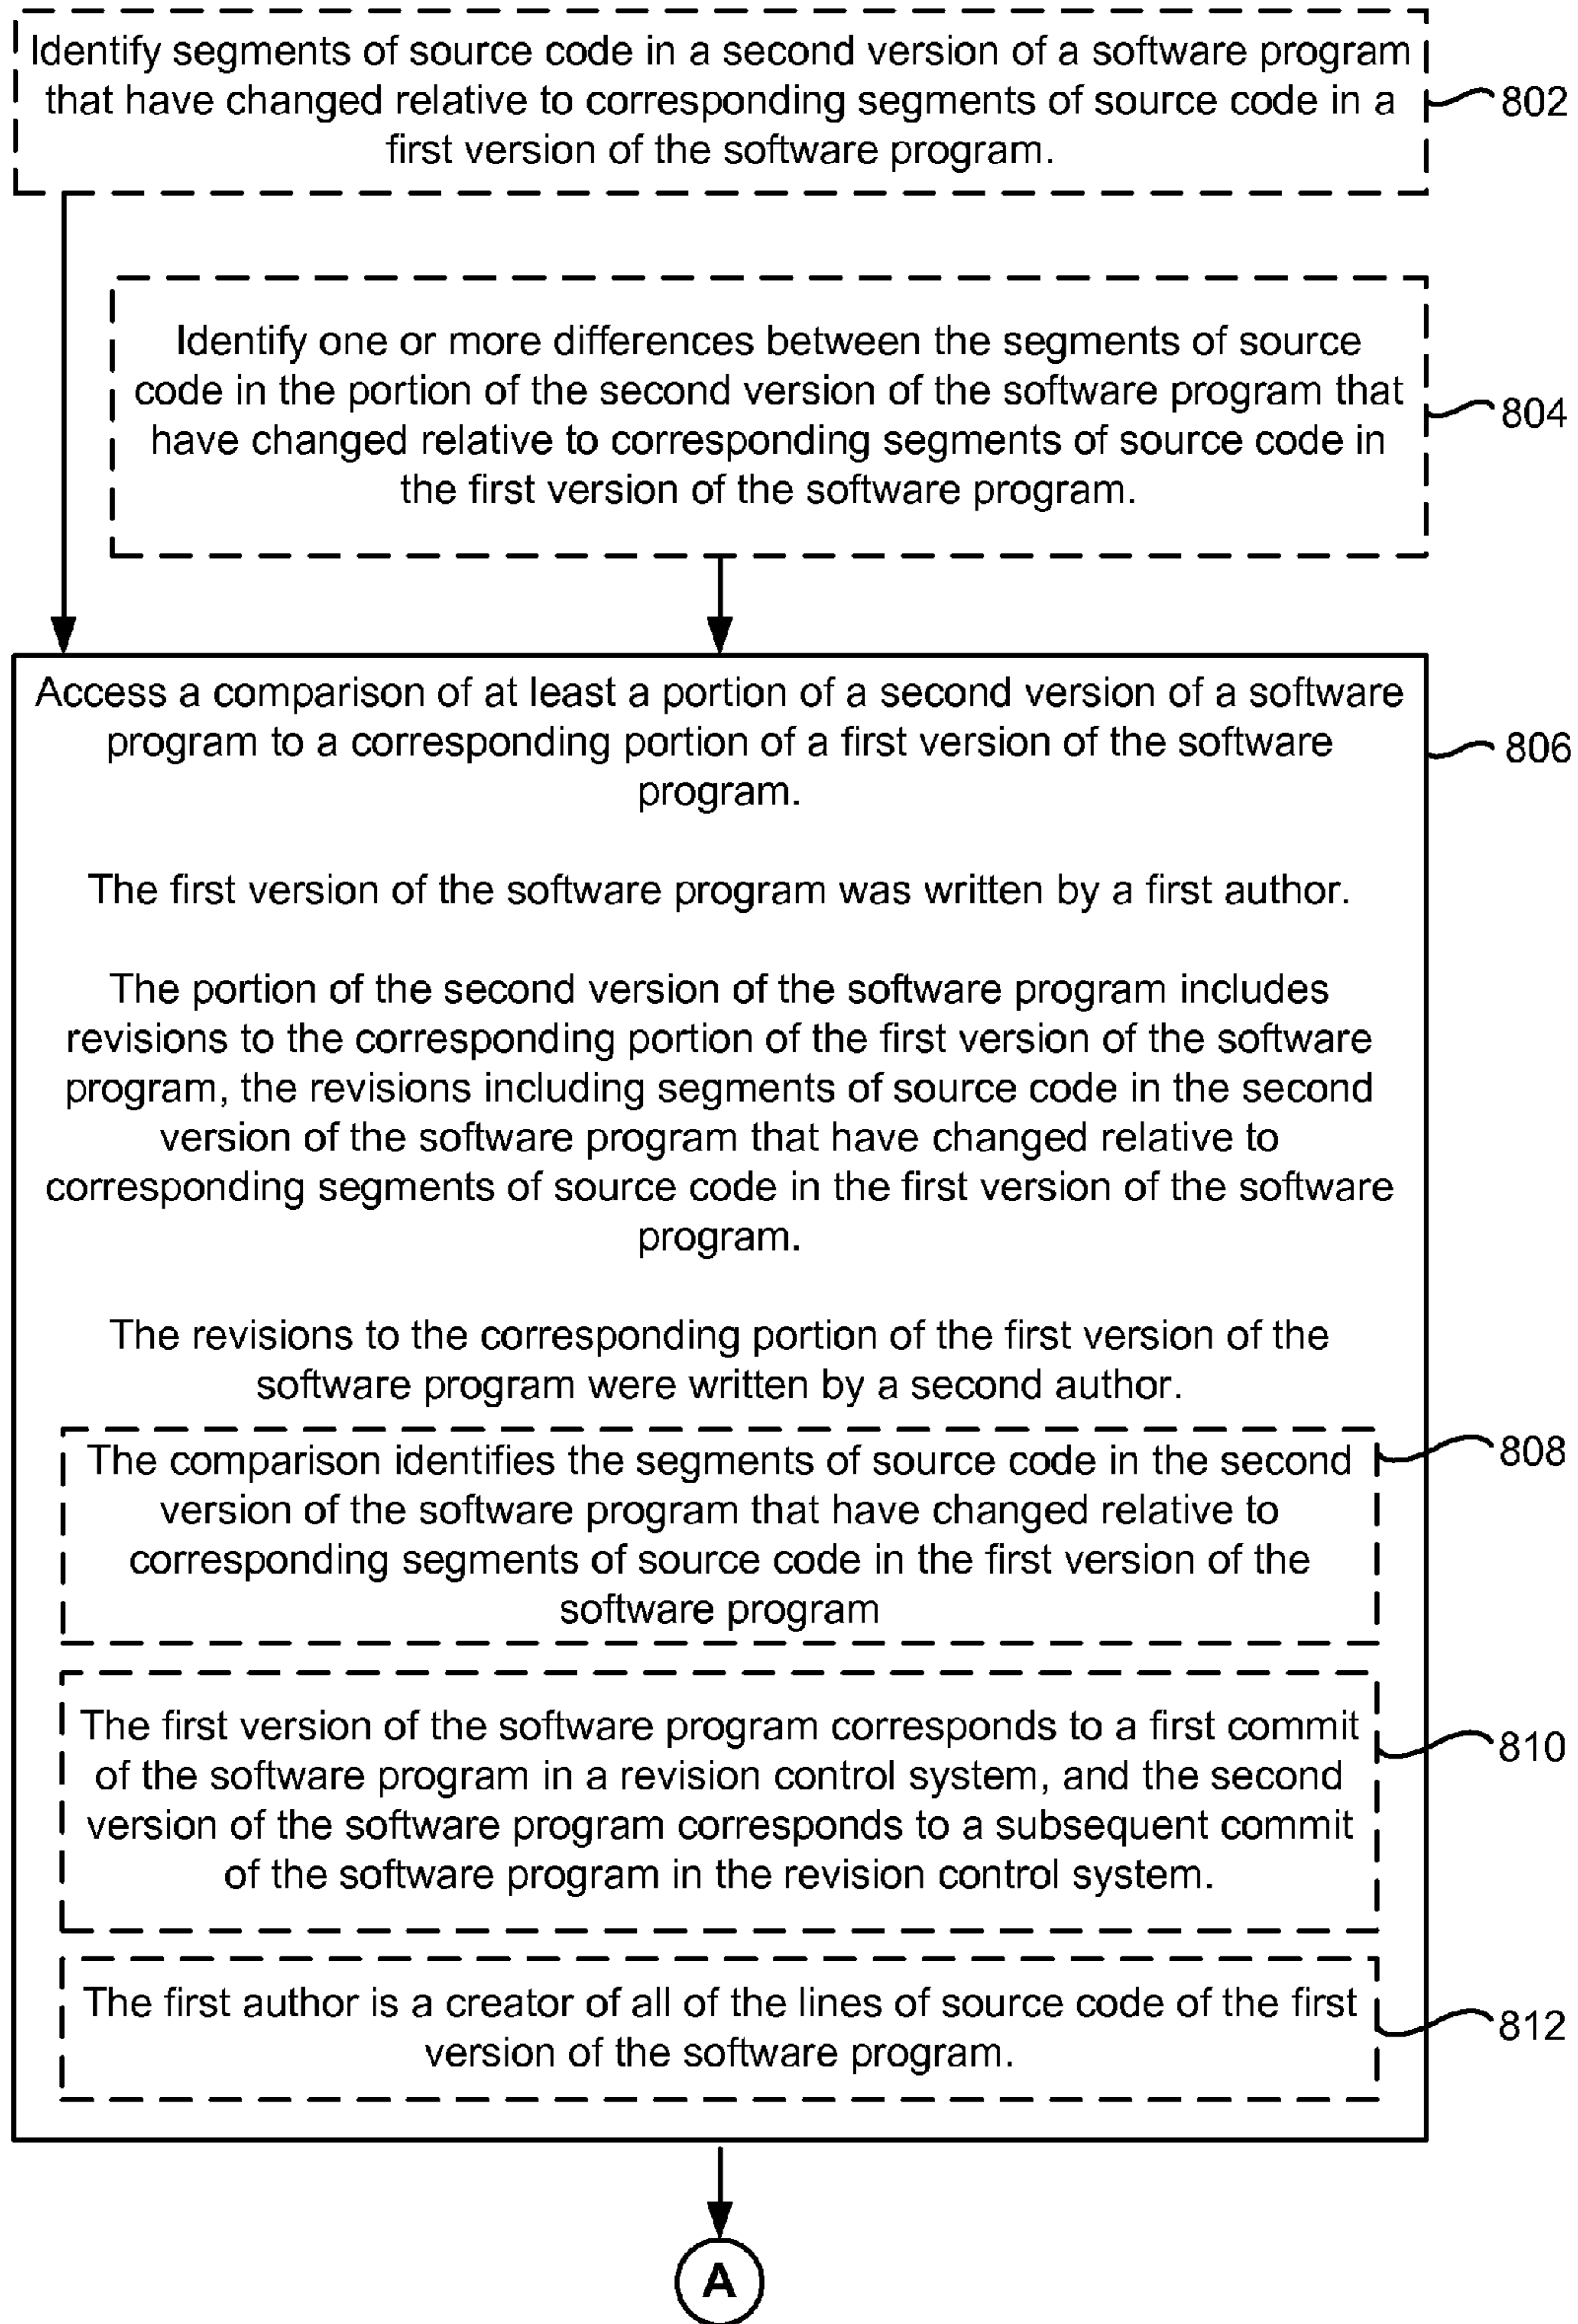 Identify segments of source code in a second version of a software program
that have changed relative to corresponding segments of source code in a
first version of the software program.
802
Identify one or more differences between the segments of source
code in the portion of the second version of the software program that
have changed relative to corresponding segments of source code in
the first version of the software program.
804
Access a comparison of at least a portion of a second version of a software
program to a corresponding portion of a first version of the software
program.
806
The first version of the software program was written by a first author.
The portion of the second version of the software program includes
revisions to the corresponding portion of the first version of the software
program, the revisions including segments of source code in the second
version of the software program that have changed relative to
corresponding segments of source code in the first version of the software
program.
The revisions to the corresponding portion of the first version of the
software program were written by a second author.
The comparison identifies the segments of source code in the second
version of the software program that have changed relative to
corresponding segments of source code in the first version of the
software program
808
The first version of the software program corresponds to a first commit
of the software program in a revision control system, and the second
version of the software program corresponds to a subsequent commit
of the software program in the revision control system.
810
The first author is a creator of all of the lines of source code of the first
version of the software program.
812
A